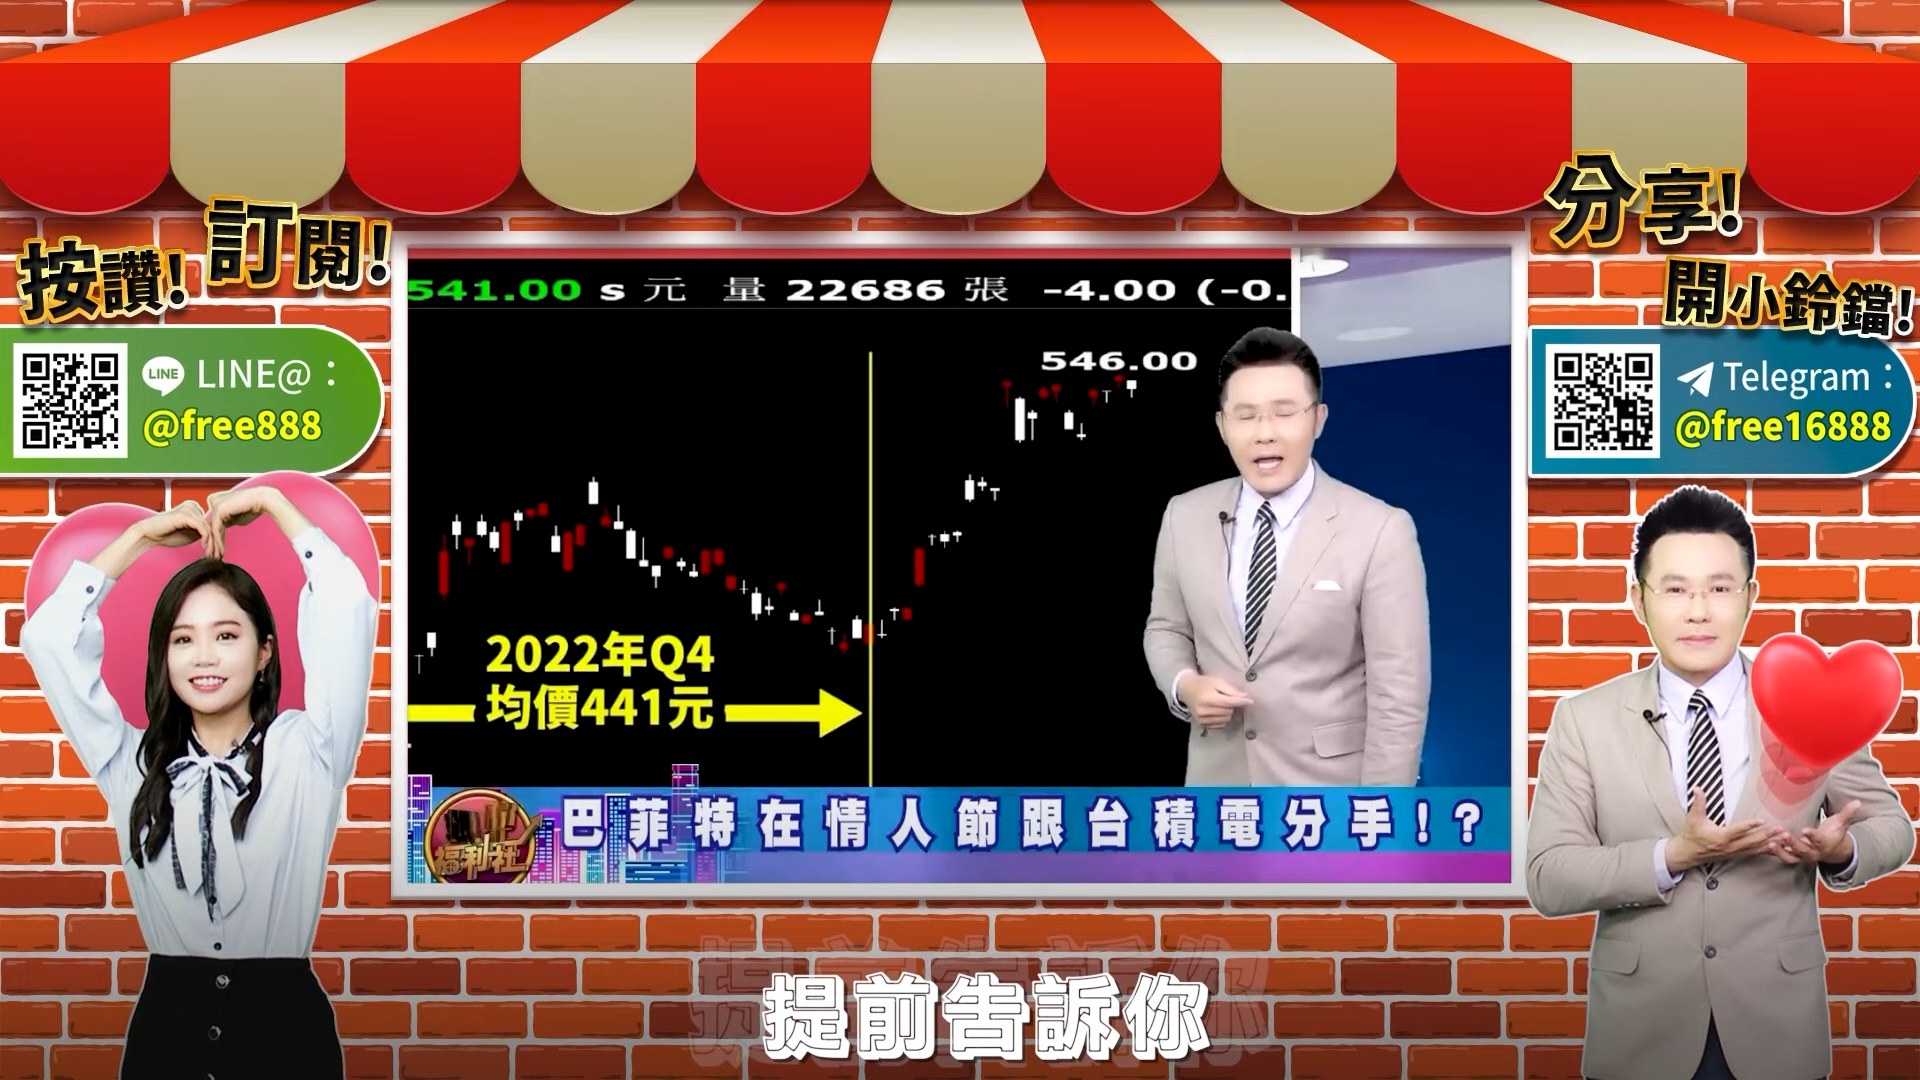 按讚!
訂閱!
分享!
開小鈴鐺!
LINE
LINE@：
@free888
Telegram：
@free16888
541.00 s 元 量 22686 張 -4.00 (-0.
546.00
2022年Q4
均價441元
福利社
巴菲特在情人節跟台積電分手!?
提前告訴你